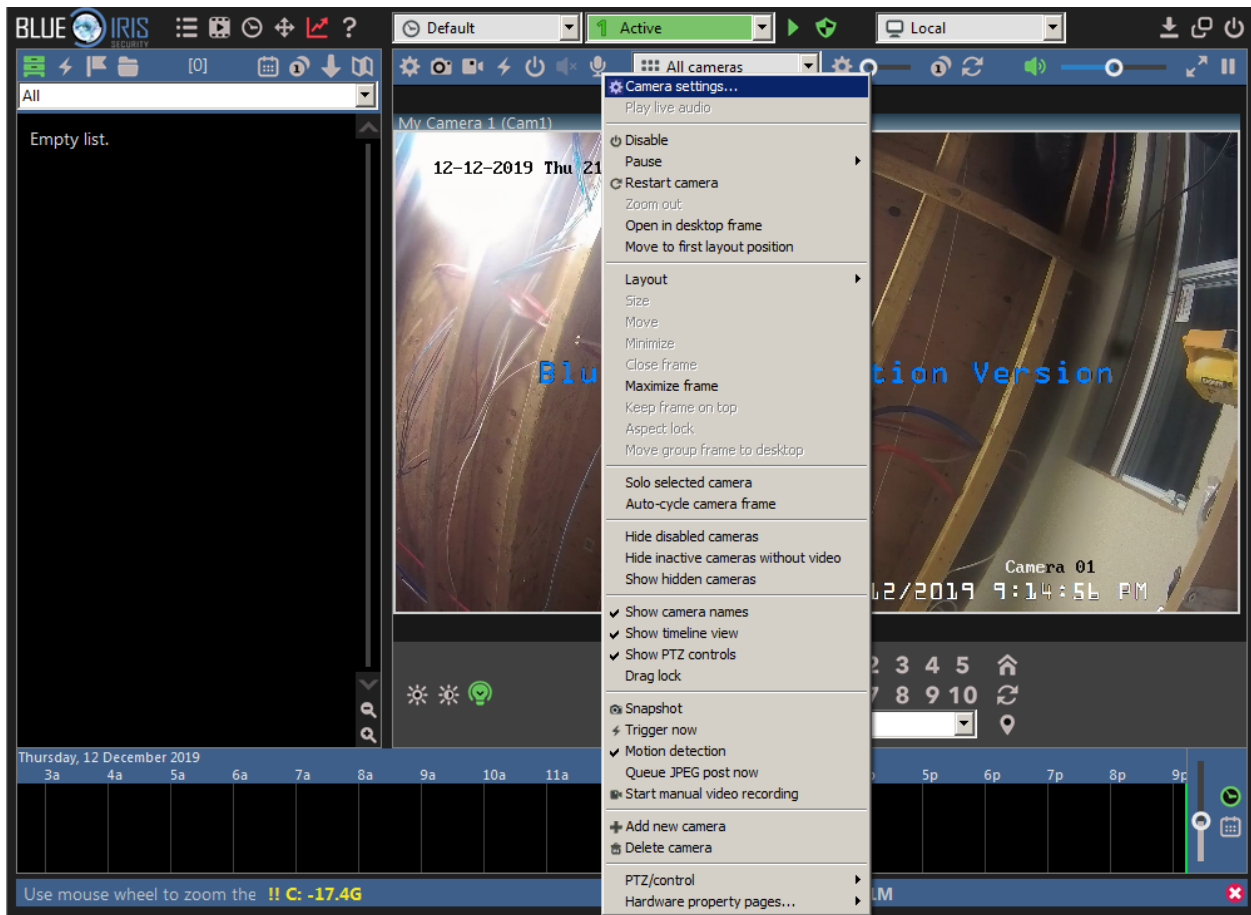 BLUE IRIS
SECURITY
?
Default
1 Active
Local
[0]
All cameras
All
Empty list.
My Camera 1 (Cam1)
12-12-2019 Thu 21
Blu
tion Version
Camera 01
12/2019 9:14:56 PM
Camera settings...
Play live audio
Disable
Pause
Restart camera
Zoom out
Open in desktop frame
Move to first layout position
Layout
Size
Move
Minimize
Close frame
Maximize frame
Keep frame on top
Aspect lock
Move group frame to desktop
Solo selected camera
Auto-cycle camera frame
Hide disabled cameras
Hide inactive cameras without video
Show hidden cameras
Show camera names
Show timeline view
Show PTZ controls
Drag lock
Snapshot
Trigger now
Motion detection
Queue JPEG post now
Start manual video recording
Add new camera
Delete camera
PTZ/control
Hardware property pages...
2 3 4 5
7 8 9 10
Thursday, 12 December 2019
3a 4a 5a 6a 7a 8a 9a 10a 11a 5p 6p 7p 8p 9p
Use mouse wheel to zoom the !! C: -17.4G